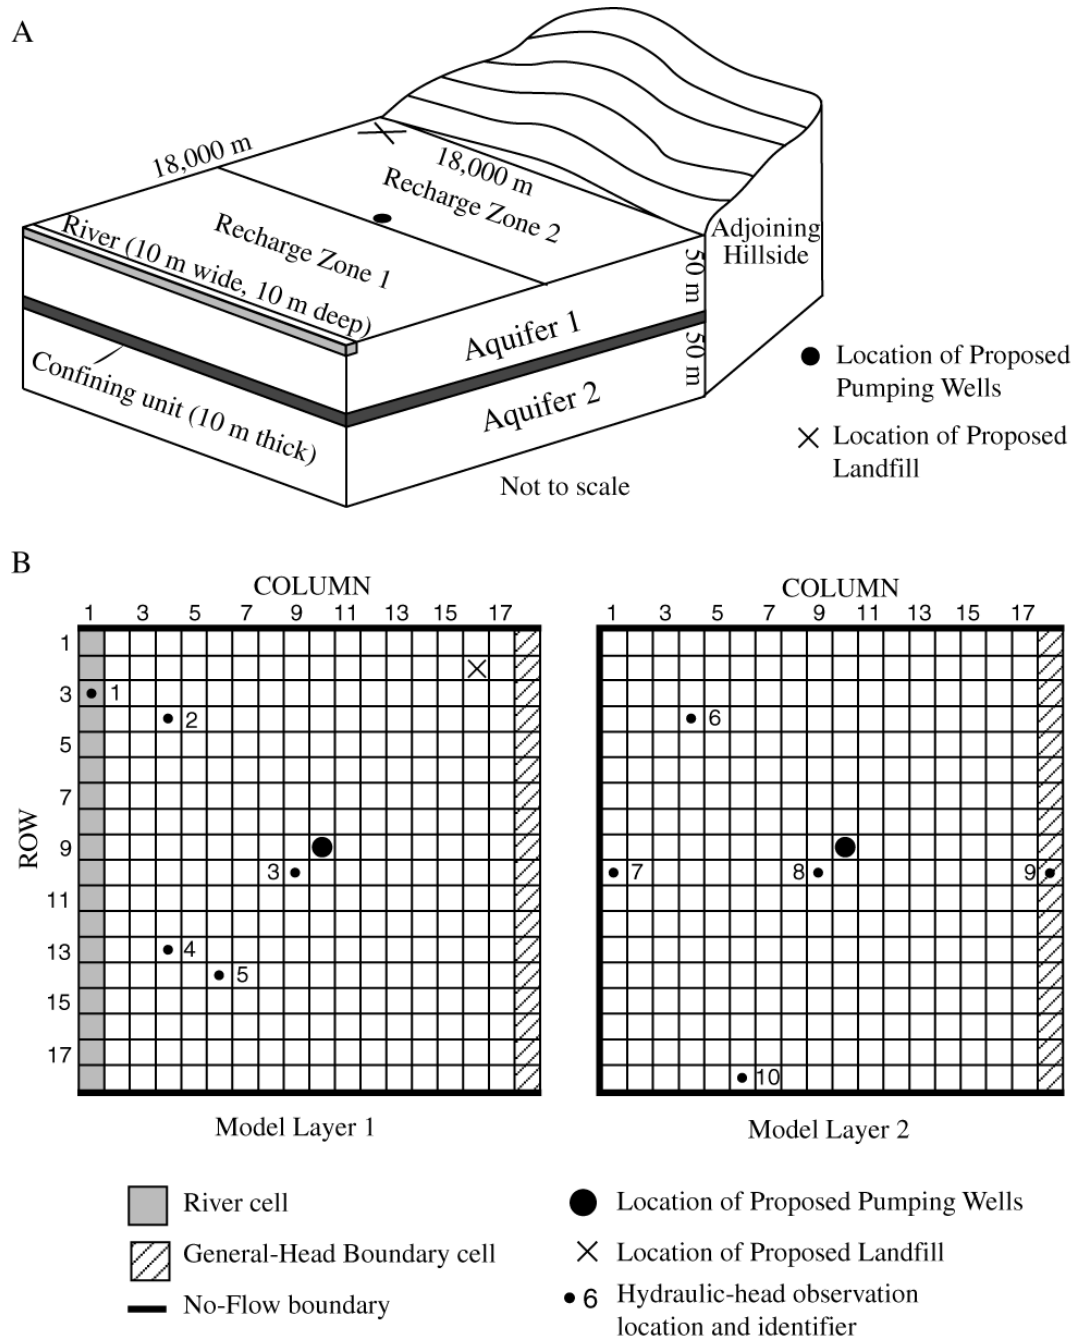 A
18,000 m
18,000 m
Recharge Zone 2
Recharge Zone 1
River (10 m wide, 10 m deep)
Adjoining
Hillside
50 m
Aquifer 1
50 m
Aquifer 2
Confining unit (10 m thick)
Not to scale
Location of Proposed
Pumping Wells
Location of Proposed
Landfill
B
COLUMN
COLUMN
1 3 5 7 9 11 13 15 17
1 3 5 7 9 11 13 15 17
ROW
1
3
5
7
9
11
13
15
17
1
2
3
4
5
6
7
8
9
10
Model Layer 1
Model Layer 2
River cell
General-Head Boundary cell
No-Flow boundary
Location of Proposed Pumping Wells
Location of Proposed Landfill
6 Hydraulic-head observation
location and identifier